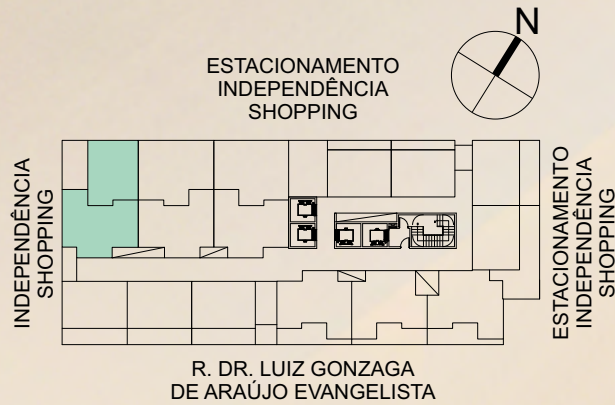 N
ESTACIONAMENTO
INDEPENDÊNCIA
SHOPPING
INDEPENDÊNCIA
SHOPPING
ESTACIONAMENTO
INDEPENDÊNCIA
SHOPPING
R. DR. LUIZ GONZAGA
DE ARAÚJO EVANGELISTA